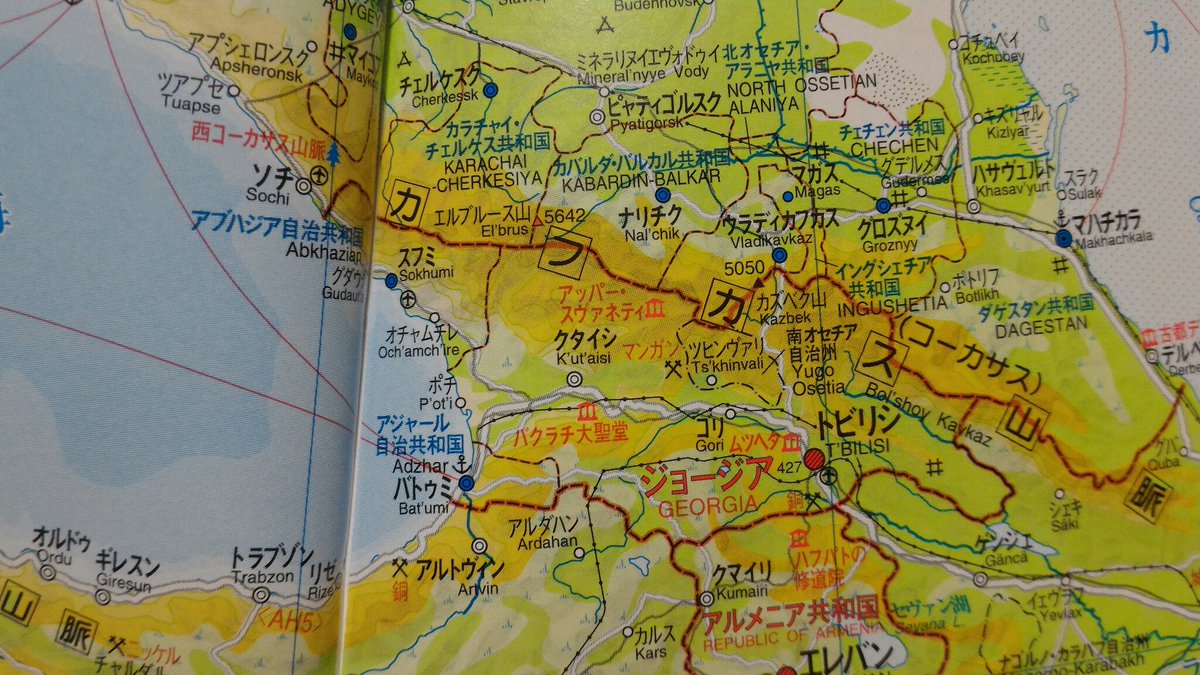 Budennovsk
ADYGEY
アプシェロンスク
Apsheronsk
マイコ
Mayko
ツアプセ
Tuapse
チェルケスク
Cherkessk
ミネラリヌイエヴォドゥイ
Mineral'nyye Vody
ピャティゴルスク
Pyatigorsk
北オセチア・
アラニヤ共和国
NORTH OSSETIAN
ALANIYA
コチュベイ
Kochubey
カ
キズリャル
Kizlyar
西コーカサス山脈
カラチャイ・
チェルケス共和国
KARACHAI
-CHERKESIYA
カバルダ・バルカル共和国
KABARDIN-BALKAR
チェチェン共和国
CHECHEN
グデルメス
Gudermes
ハサヴェルト
Khasav'yurt
スラク
Sulak
マガス
Magas
ソチ
Sochi
カ
エルブルース山
El'brus
5642
ナリチク
Nal'chik
ウラディカフカス
Vladikavkaz
グロスヌイ
Groznyy
マハチカラ
Makhachkala
アブハジア自治共和国
Abkhazian
グダウタ
Gudauta
スフミ
Sokhumi
フ
5050
カズベク山
Kazbek
カ
イングシェチア
共和国
INGUSHETIA
ボトリフ
Botlikh
ダゲスタン共和国
DAGESTAN
アッパー・
スヴァネティ
オチャムチレ
Och'amch'ire
クタイシ
K'ut'aisi
マンガン
ツヒンヴァリ
Ts'khinvali
南オセチア
自治州
Yugo
Osetia
ス
(コーカサス)
Bol'shoy Kavkaz
古都デ
デルベ
Derbe
ポチ
P'ot'i
アジャール
自治共和国
Adzhar
バトゥミ
Bat'umi
バクラチ大聖堂
ゴリ
Gori
ムツヘタ
トビリシ
T'BILISI
427
山
脈
クバ
Quba
ジョージア
GEORGIA
銅
シェキ
Säki
アルダハン
Ardahan
ゲンジェ
Gäncä
オルドゥ
Ordu
ギレスン
Giresun
トラブゾン
Trabzon
リゼ
Rize
銅
アルトヴィン
Artvin
ハフパトの
修道院
クマイリ
Kumairi
イェヴラフ
Yevlax
アルメニア共和国
REPUBLIC OF ARMENIA
セヴァン湖
Sevana L
山
脈
ニッケル
〈AH5〉
カルス
Kars
エレバン
ナゴルノ・カラバフ自治州
Karabakh